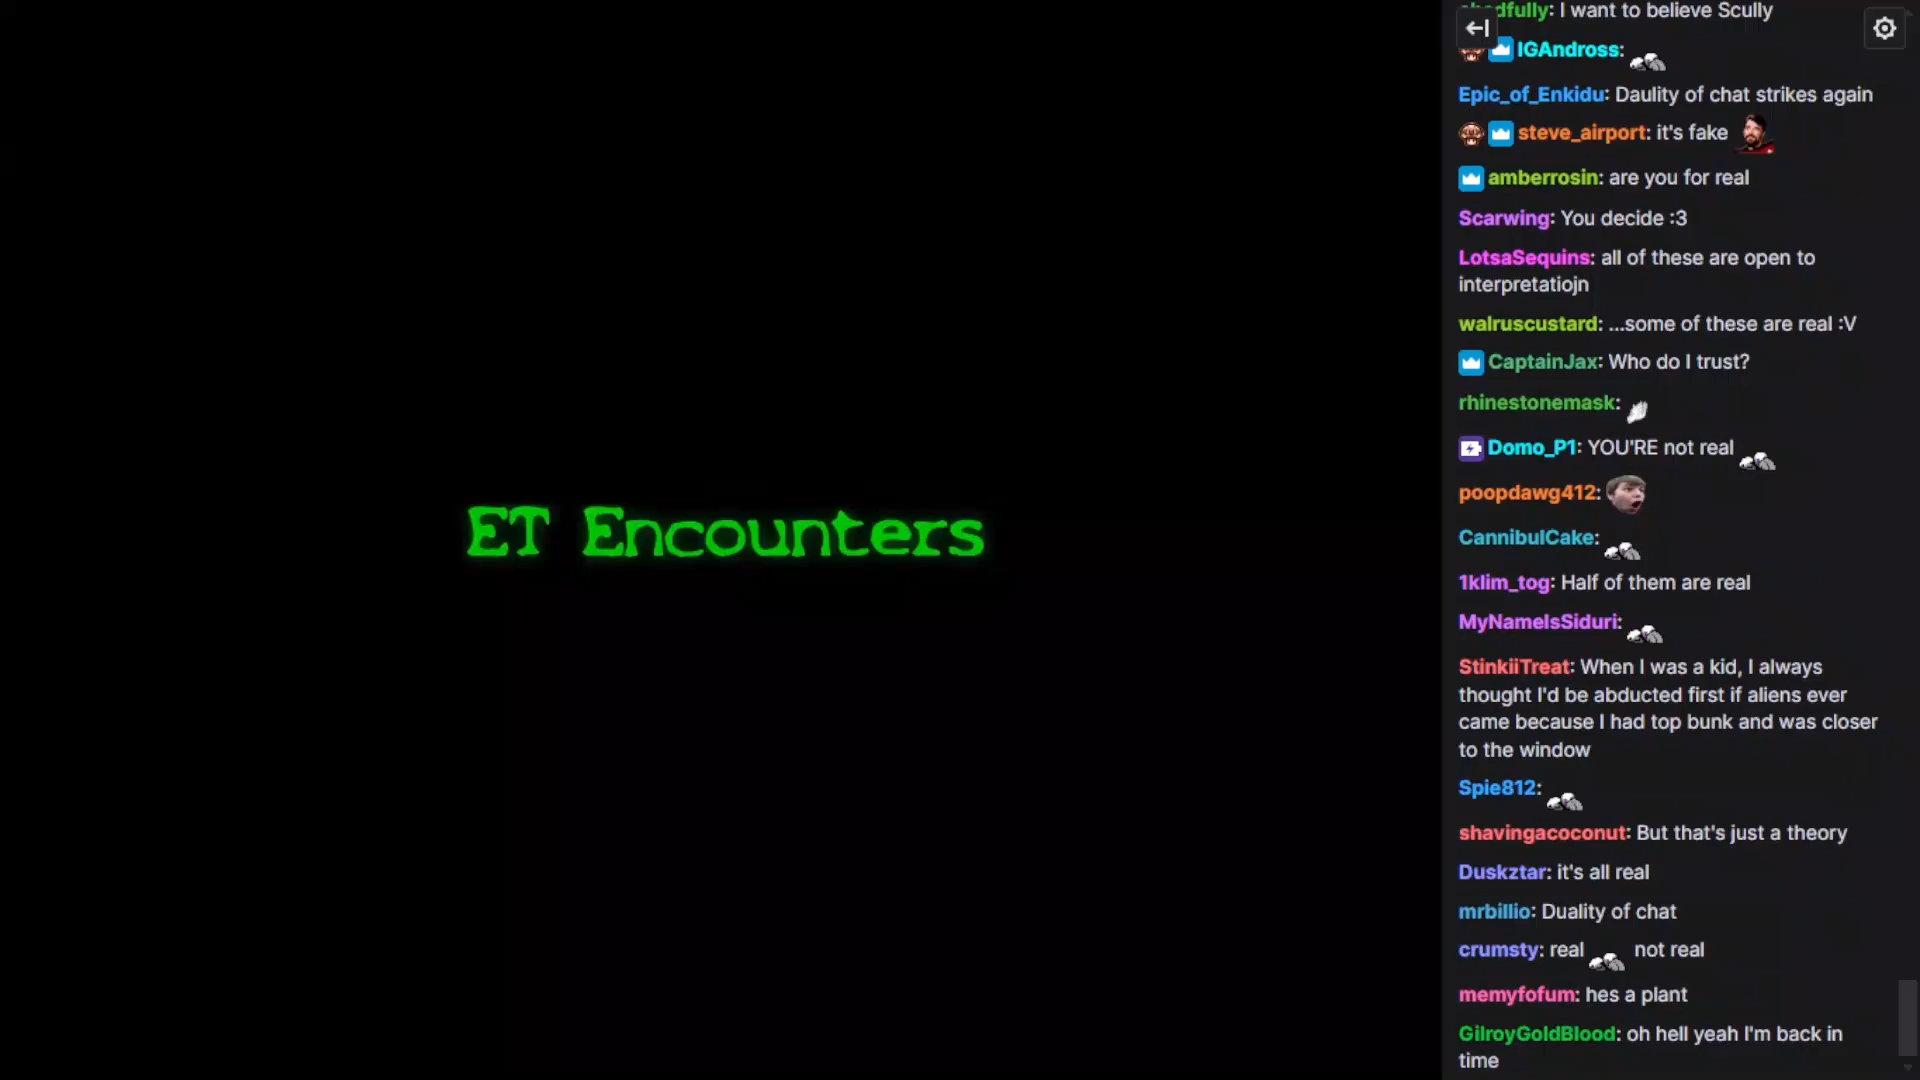 ET Encounters
dfully: I want to believe Scully
IGAndross:
Epic_of_Enkidu: Daulity of chat strikes again
steve_airport: it's fake
amberrosin: are you for real
Scarwing: You decide :3
LotsaSequins: all of these are open to
interpretatiojn
walruscustard: ...some of these are real :V
CaptainJax: Who do I trust?
rhinestonemask:
Domo_P1: YOU'RE not real
poopdawg412:
CannibulCake:
1klim_tog: Half of them are real
MyNameIsSiduri:
StinkiiTreat: When I was a kid, I always
thought I'd be abducted first if aliens ever
came because I had top bunk and was closer
to the window
Spie812:
shavingacoconut: But that's just a theory
Duskztar: it's all real
mrbillio: Duality of chat
crumsty: real not real
memyfofum: hes a plant
GilroyGoldBlood: oh hell yeah I'm back in
time